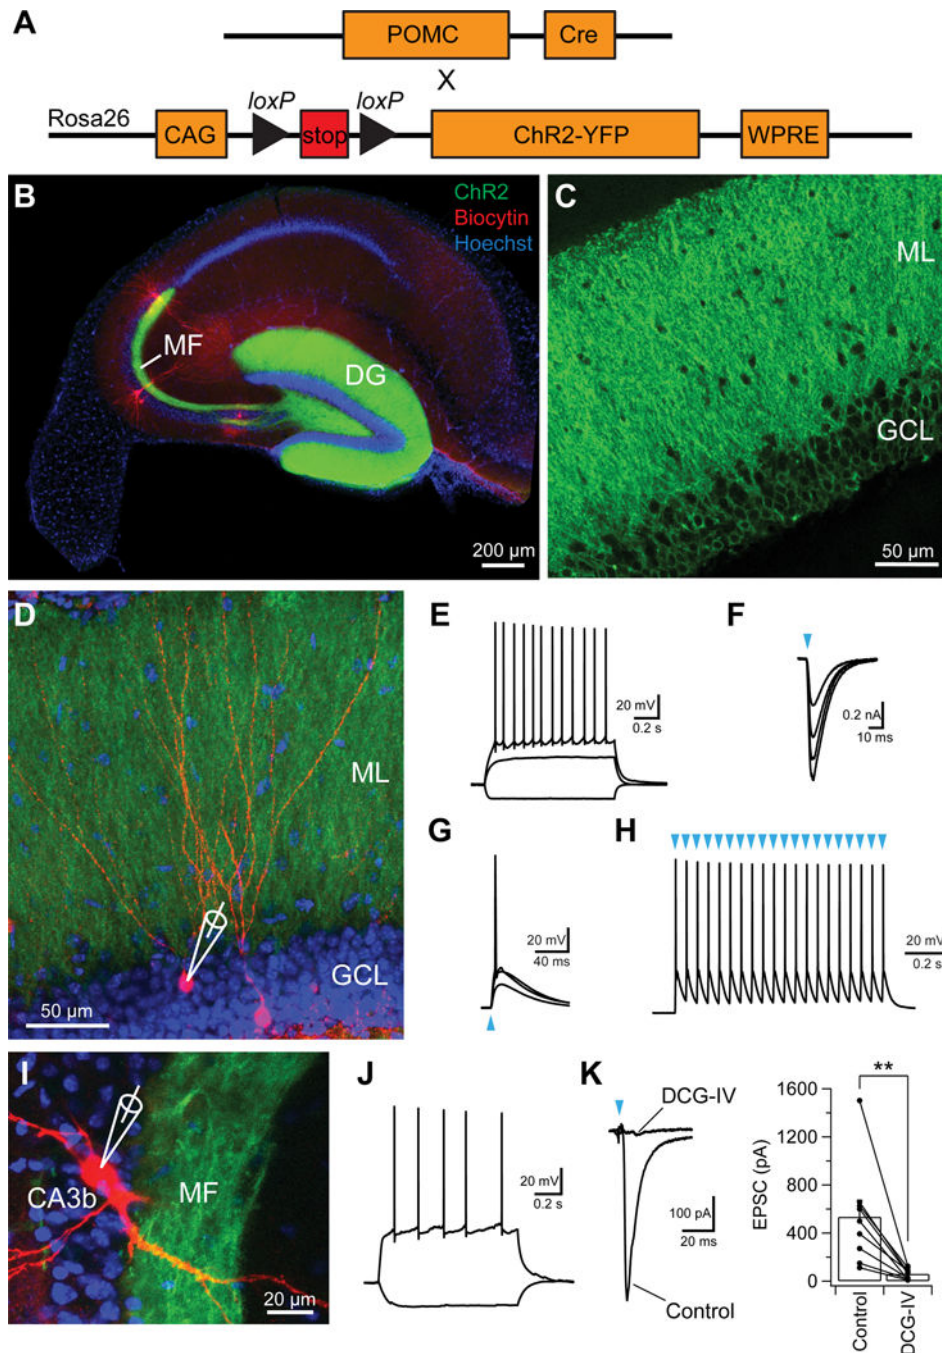 A
POMC
Cre
X
loxP
loxP
Rosa26
CAG
stop
ChR2-YFP
WPRE
B
ChR2
Biocytin
Hoechst
MF
DG
200 µm
C
ML
GCL
50 µm
D
ML
GCL
50 µm
E
20 mV
0.2 s
F
0.2 nA
10 ms
G
20 mV
40 ms
H
20 mV
0.2 s
I
CA3b
MF
20 µm
J
20 mV
0.2 s
K
DCG-IV
100 pA
20 ms
Control
**
EPSC (pA)
1600
1200
800
400
0
Control
DCG-IV